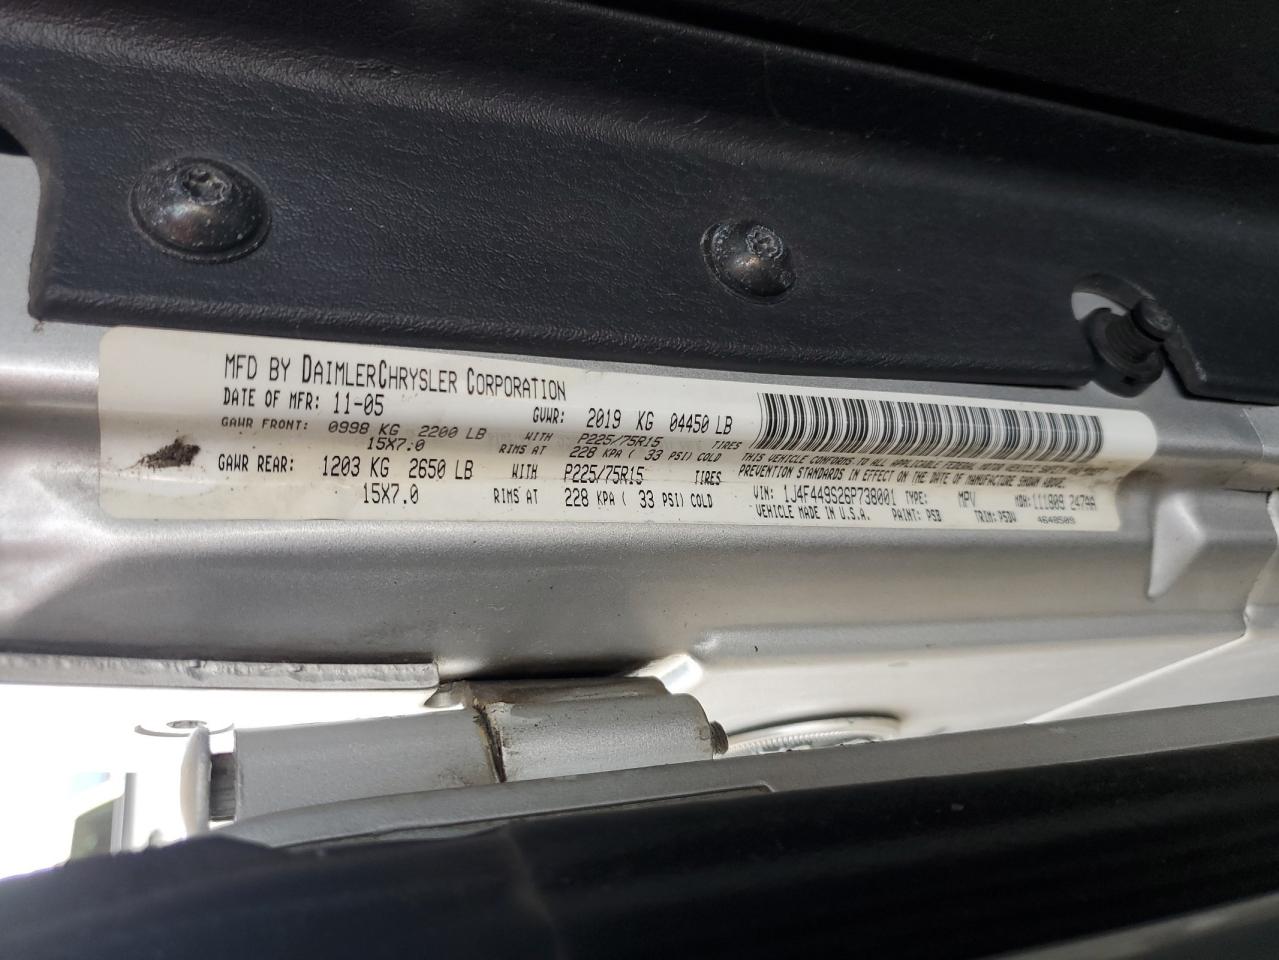 MFD BY DAIMLERCHRYSLER CORPORATION
DATE OF MFR: 11-05 GVWR: 2019 KG 04450 LB
GAWR FRONT: 0998 KG 2200 LB WITH P225/75R15 TIRES
15X7.0 RIMS AT 228 KPA ( 33 PSI) COLD
GAWR REAR: 1203 KG 2650 LB WITH P225/75R15 TIRES
15X7.0 RIMS AT 228 KPA ( 33 PSI) COLD
THIS VEHICLE CONFORMS TO ALL APPLICABLE FEDERAL MOTOR VEHICLE SAFETY AND THEFT
PREVENTION STANDARDS IN EFFECT ON THE DATE OF MANUFACTURE SHOWN ABOVE.
VIN: 1J4F449S26P738001 TYPE: MPV MDH: 111809 247AA
VEHICLE MADE IN U.S.A. PAINT: PSB TRIM: P5DV 4648509